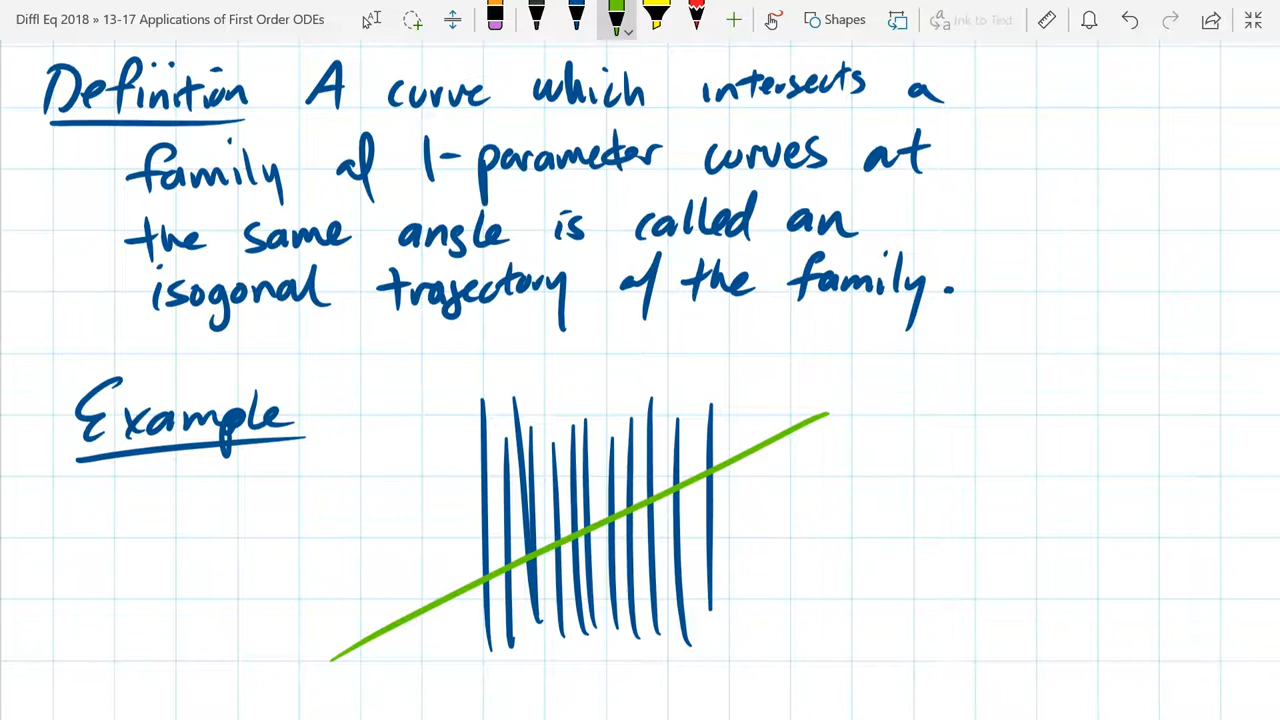 Diffl Eq 2018 » 13-17 Applications of First Order ODEs
Shapes
Ink to Text
Definition A curve which intersects a
family of 1-parameter curves at
the same angle is called an
isogonal trajectory of the family.
Example